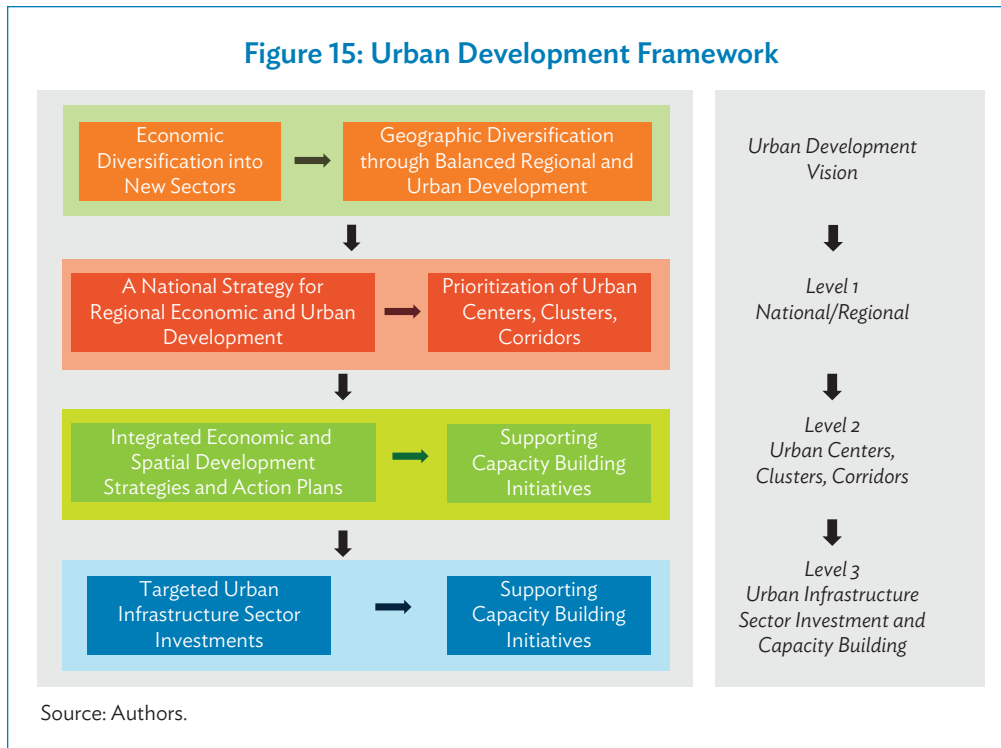 Figure 15: Urban Development Framework
Economic
Diversification into
New Sectors
Geographic Diversification
through Balanced Regional and
Urban Development
Urban Development
Vision
A National Strategy for
Regional Economic and Urban
Development
Prioritization of Urban
Centers, Clusters,
Corridors
Level 1
National/Regional
Integrated Economic and
Spatial Development
Strategies and Action Plans
Supporting
Capacity Building
Initiatives
Level 2
Urban Centers,
Clusters, Corridors
Targeted Urban
Infrastructure Sector
Investments
Supporting
Capacity Building
Initiatives
Level 3
Urban Infrastructure
Sector Investment and
Capacity Building
Source: Authors.